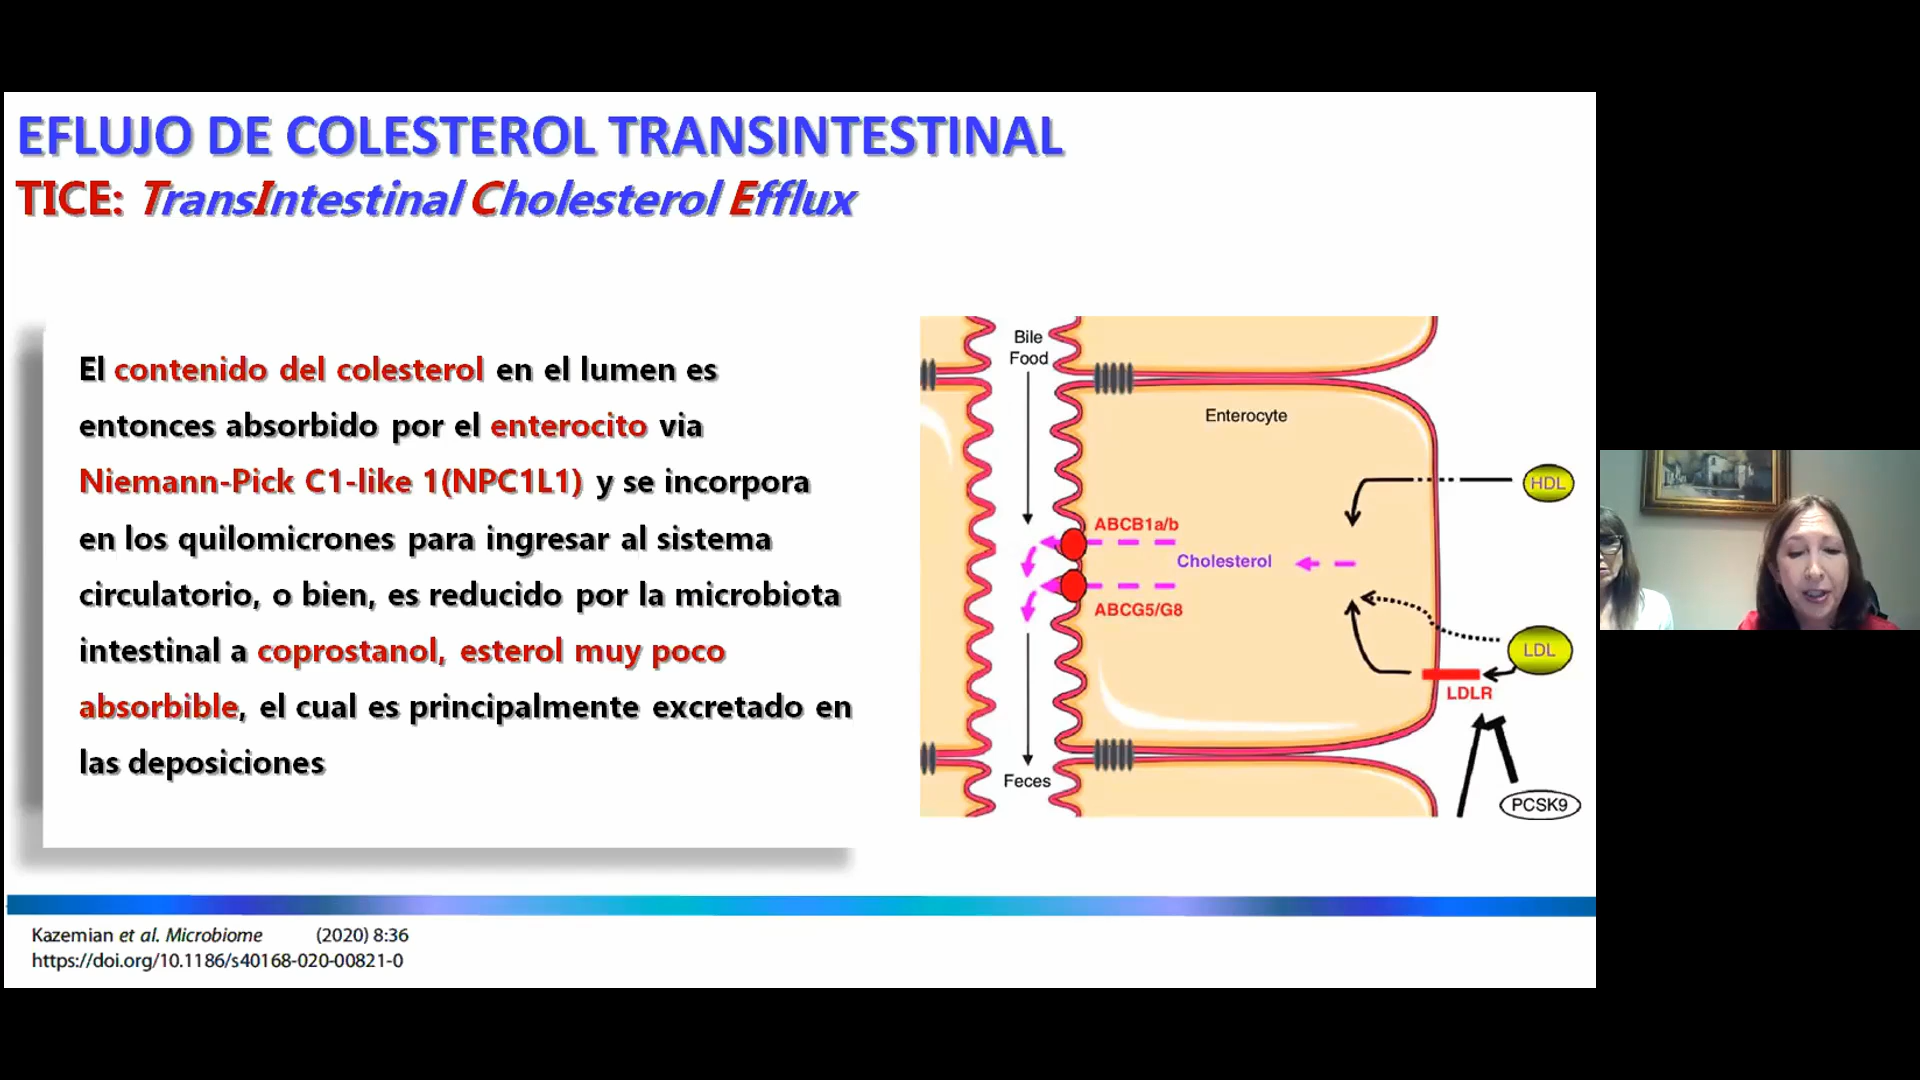 EFLUJO DE COLESTEROL TRANSINTESTINAL
TICE: TransIntestinal Cholesterol Efflux
El contenido del colesterol en el lumen es
entonces absorbido por el enterocito via
Niemann-Pick C1-like 1(NPC1L1) y se incorpora
en los quilomicrones para ingresar al sistema
circulatorio, o bien, es reducido por la microbiota
intestinal a coprostanol, esterol muy poco
absorbible, el cual es principalmente excretado en
las deposiciones
Bile
Food
Enterocyte
HDL
ABCB1a/b
Cholesterol
ABCG5/G8
LDL
LDLR
Feces
PCSK9
Kazemian et al. Microbiome (2020) 8:36
https://doi.org/10.1186/s40168-020-00821-0